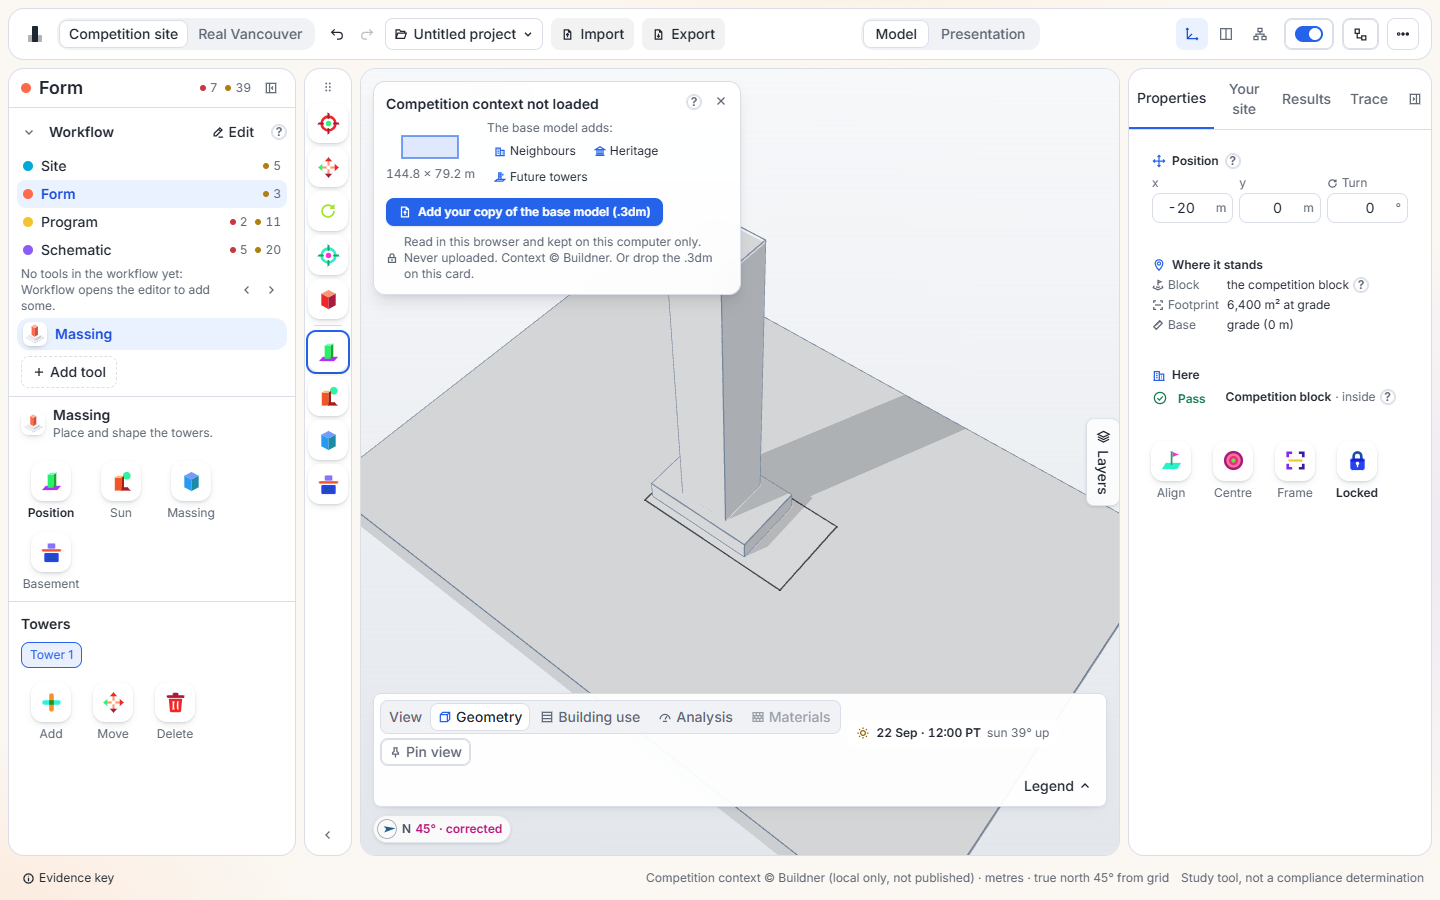 Competition site
Real Vancouver
Untitled project
Import
Export
Model
Presentation
Form
7
39
Workflow
Edit
?
Site
5
Form
3
Program
2
11
Schematic
5
20
No tools in the workflow yet:
Workflow opens the editor to add
some.
Massing
+ Add tool
Massing
Place and shape the towers.
Position
Sun
Massing
Basement
Towers
Tower 1
Add
Move
Delete
Competition context not loaded
?
The base model adds:
Neighbours
Heritage
144.8 × 79.2 m
Future towers
Add your copy of the base model (.3dm)
Read in this browser and kept on this computer only.
Never uploaded. Context © Buildner. Or drop the .3dm
on this card.
Layers
View
Geometry
Building use
Analysis
Materials
22 Sep · 12:00 PT sun 39° up
Pin view
Legend
N 45° · corrected
Properties
Your
site
Results
Trace
Position ?
x
y
Turn
-20 m
0 m
0 °
Where it stands
Block the competition block ?
Footprint 6,400 m² at grade
Base grade (0 m)
Here
Pass Competition block · inside ?
Align
Centre
Frame
Locked
Evidence key
Competition context © Buildner (local only, not published) · metres · true north 45° from grid
Study tool, not a compliance determination